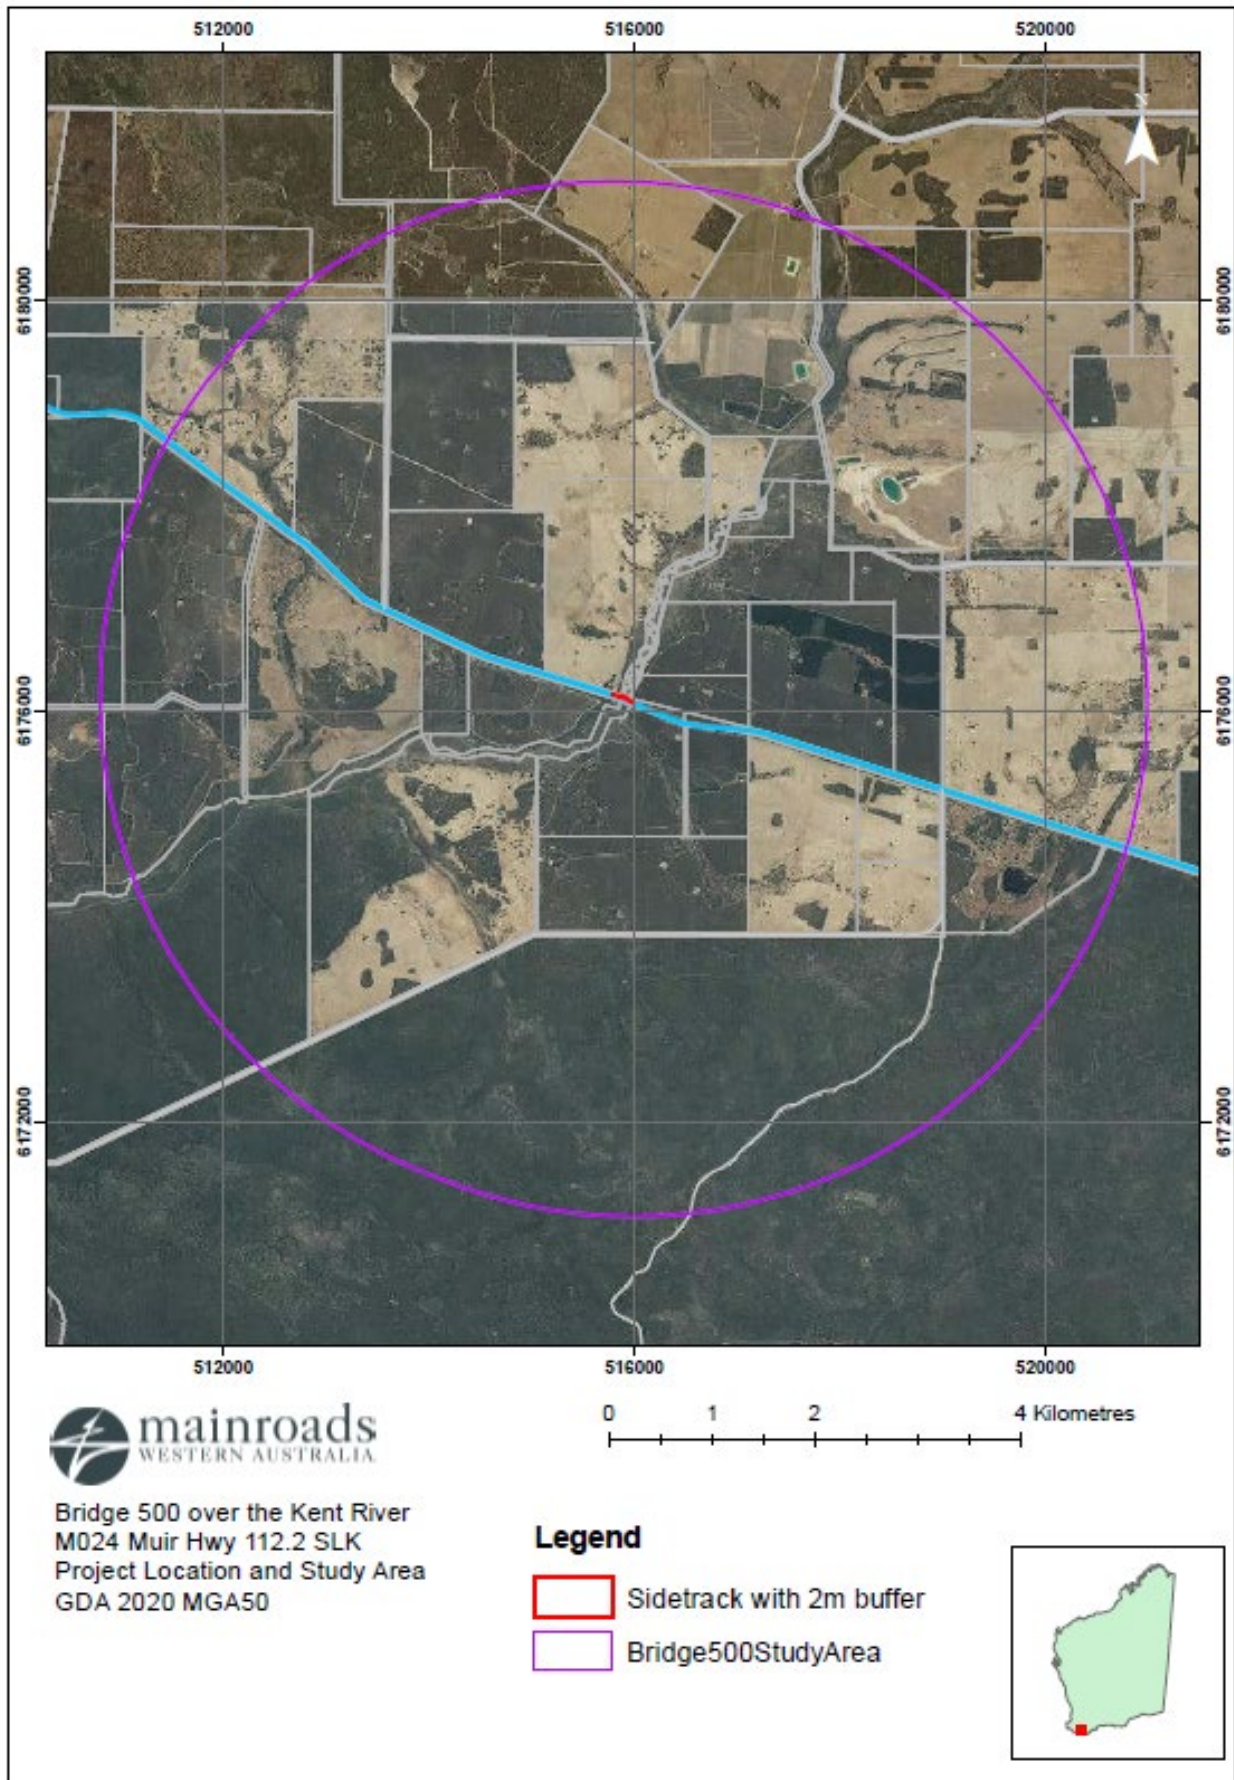 512000
516000
520000
N
6180000
6180000
6176000
6176000
6172000
6172000
512000
516000
520000
mainroads
WESTERN AUSTRALIA
0 1 2 4 Kilometres
Bridge 500 over the Kent River
M024 Muir Hwy 112.2 SLK
Project Location and Study Area
GDA 2020 MGA50
Legend
Sidetrack with 2m buffer
Bridge500StudyArea